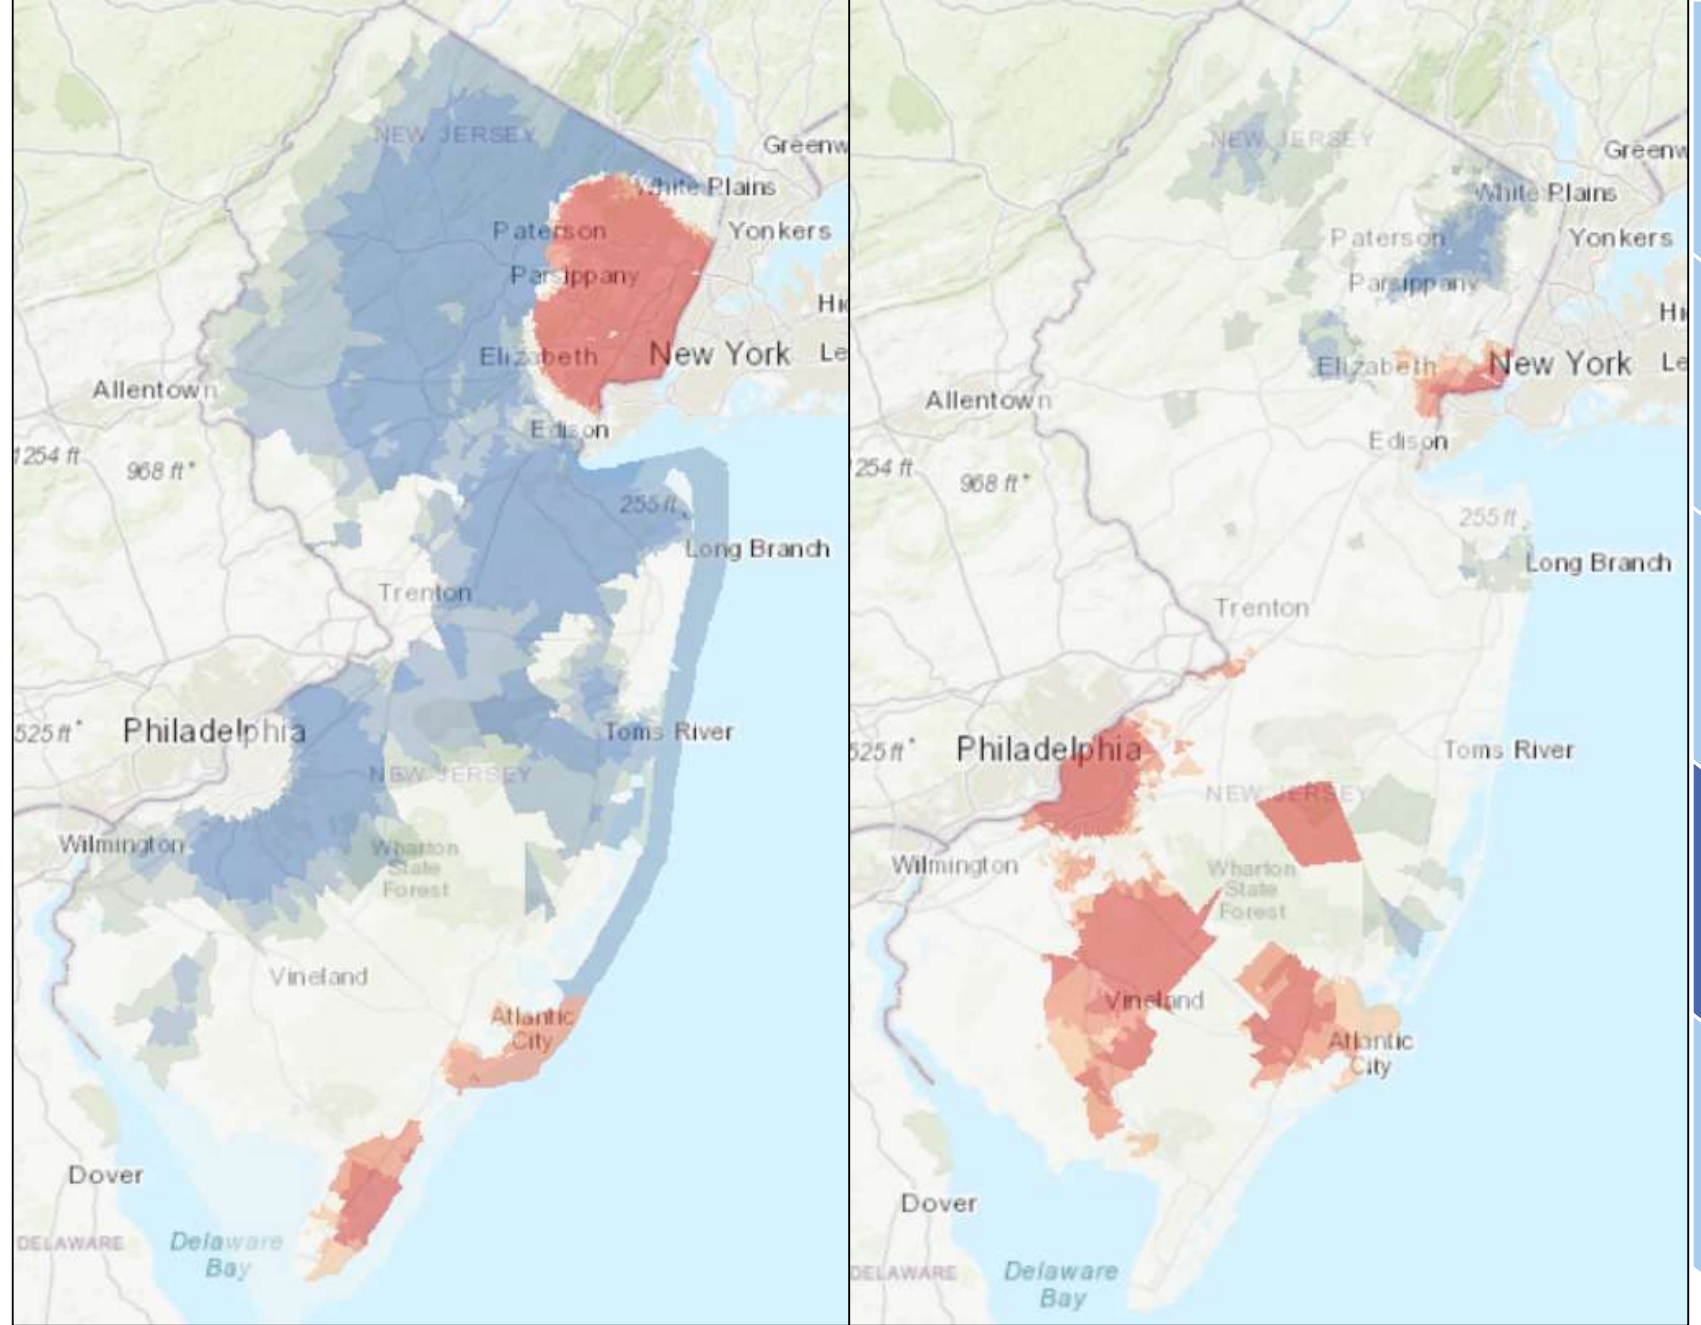 NEW JERSEY
Greenw
White Plains
Paterson
Yonkers
Parsippany
Elizabeth
New York
Le
Allentown
Edison
1254 ft
968 ft
255 ft
Long Branch
Trenton
525 ft
Philadelphia
Toms River
NEW JERSEY
Wilmington
Wharton
State
Forest
Vineland
Atlantic
City
Dover
DELAWARE
Delaware
Bay
NEW JERSEY
Greenw
White Plains
Paterson
Yonkers
Parsippany
Elizabeth
New York
Le
Allentown
Edison
254 ft
968 ft
255 ft
Long Branch
Trenton
525 ft
Philadelphia
Toms River
NEW JERSEY
Wilmington
Wharton
State
Forest
Vineland
Atlantic
City
Dover
DELAWARE
Delaware
Bay